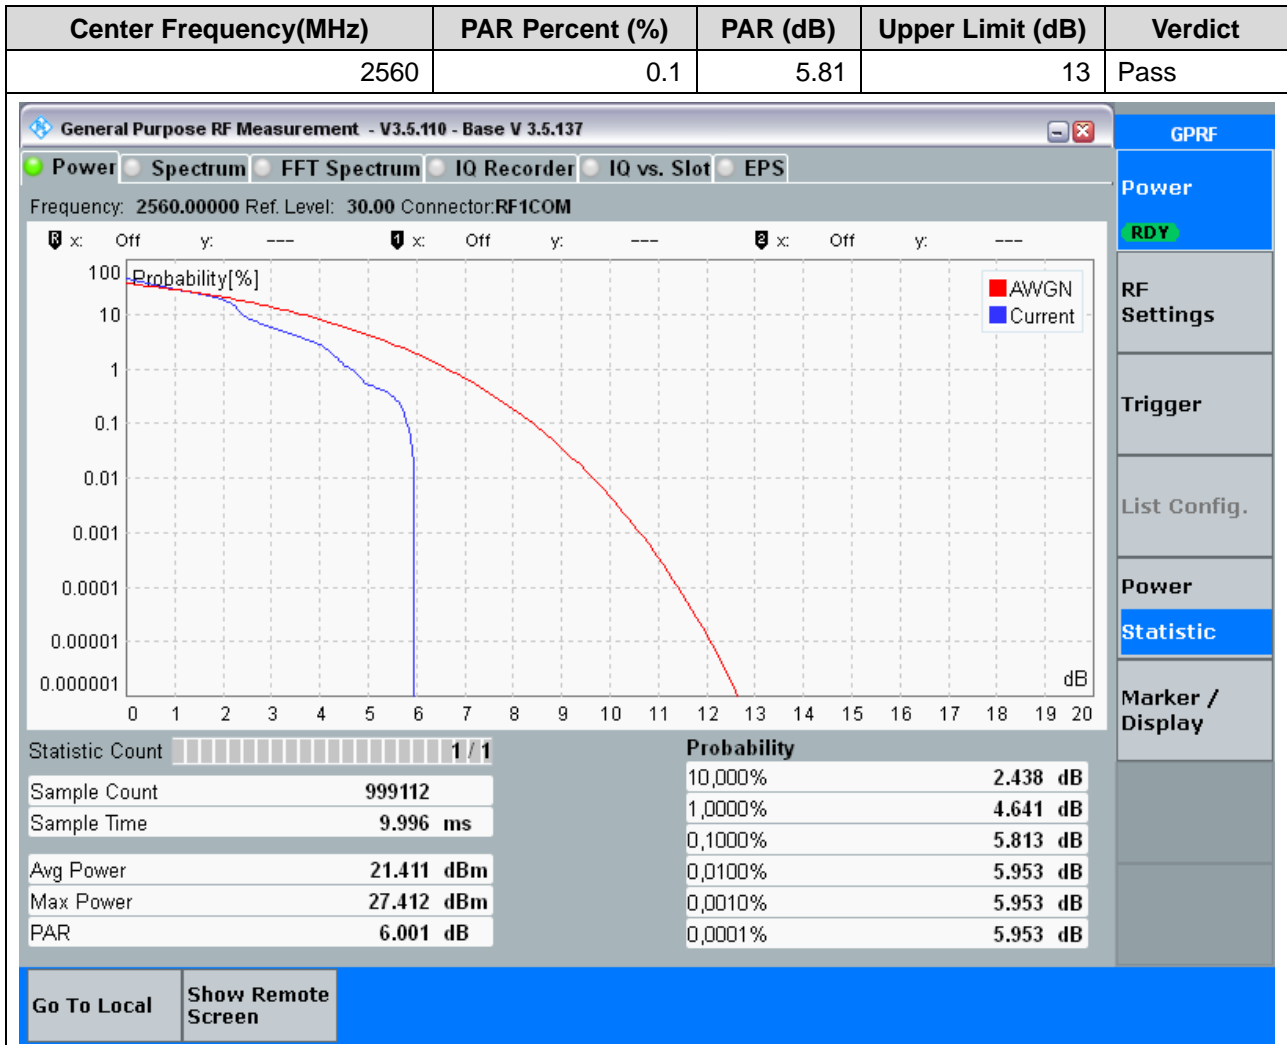 Center Frequency(MHz) PAR Percent (%) PAR (dB) Upper Limit (dB) Verdict
2560 0.1 5.81 13 Pass
General Purpose RF Measurement - V3.5.110 - Base V 3.5.137
GPRF
Power Spectrum FFT Spectrum IQ Recorder IQ vs. Slot EPS
Power
RDY
Frequency: 2560.00000 Ref. Level: 30.00 Connector:RF1COM
R x: Off y: --- 1 x: Off y: --- 2 x: Off y: ---
Probability[%]
AWGN
Current
100
10
1
0.1
0.01
0.001
0.0001
0.00001
0.000001
dB
0 1 2 3 4 5 6 7 8 9 10 11 12 13 14 15 16 17 18 19 20
RF
Settings
Trigger
List Config.
Power
Statistic
Marker /
Display
Statistic Count 1 / 1
Sample Count 999112
Sample Time 9.996 ms
Avg Power 21.411 dBm
Max Power 27.412 dBm
PAR 6.001 dB
Probability
10,000% 2.438 dB
1,0000% 4.641 dB
0,1000% 5.813 dB
0,0100% 5.953 dB
0,0010% 5.953 dB
0,0001% 5.953 dB
Go To Local
Show Remote
Screen